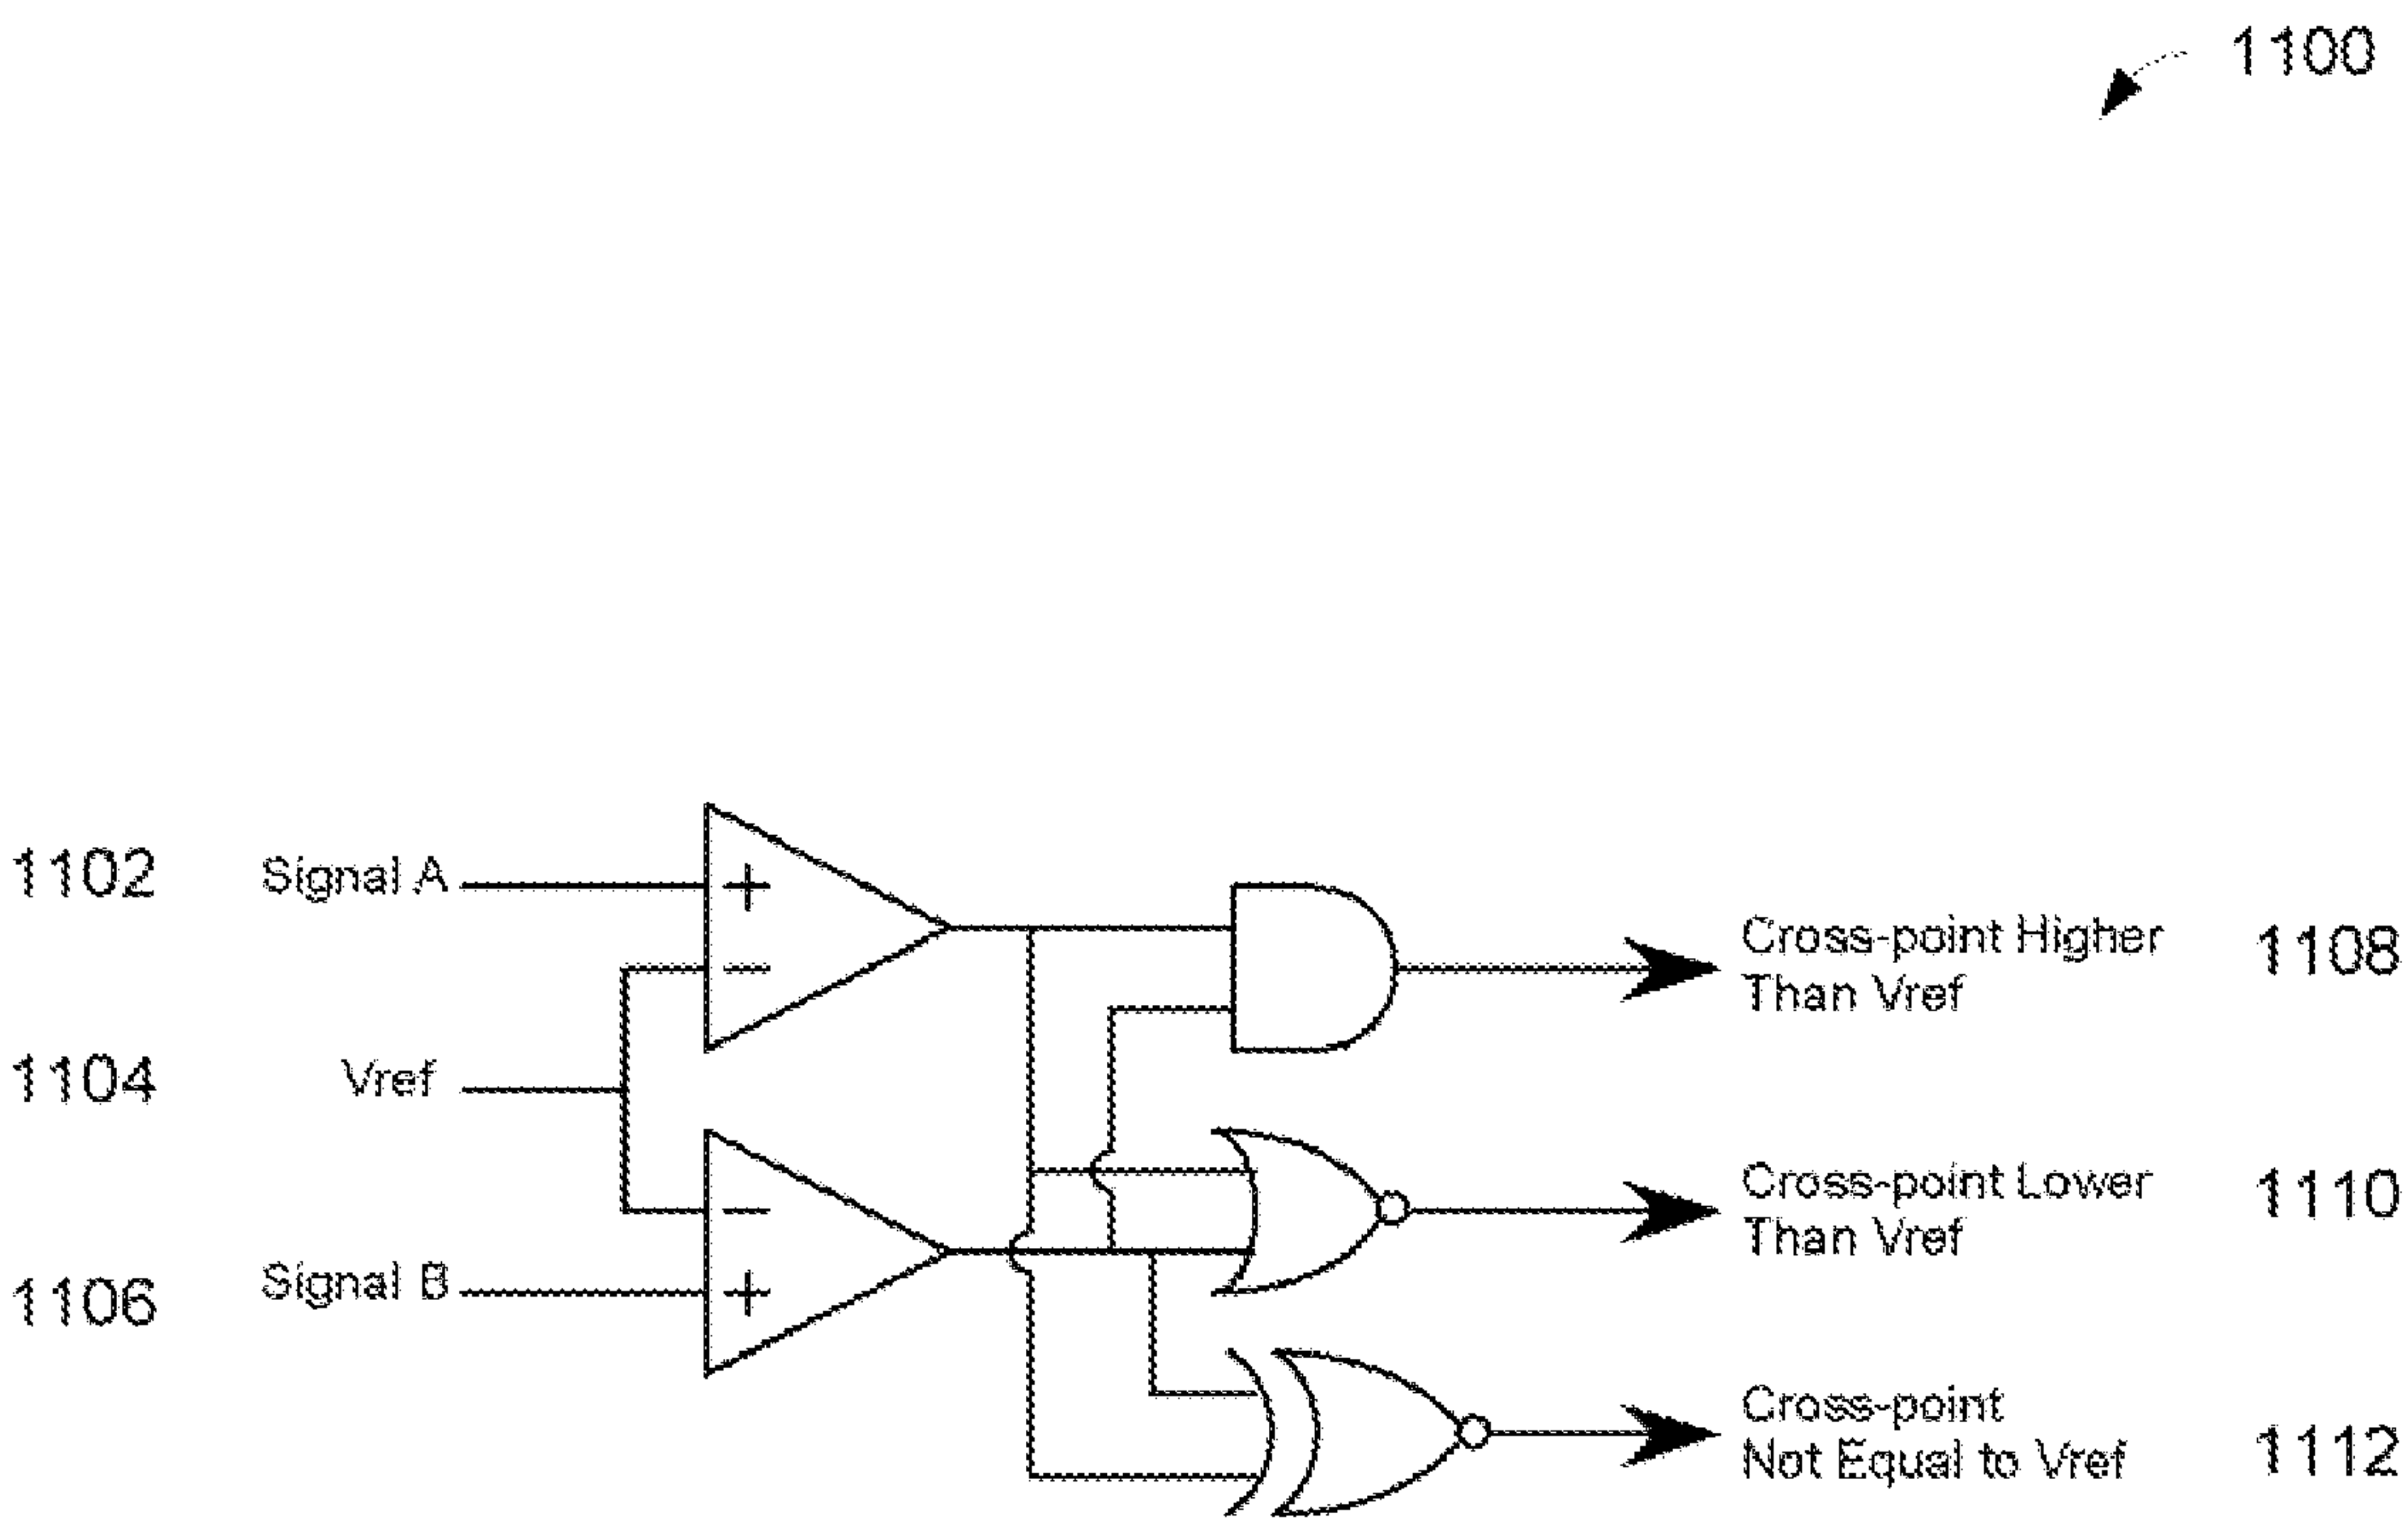 1100
1102 Signal A
1104 Vref
1106 Signal B
+
−
−
+
Cross-point Higher
Than Vref
1108
Cross-point Lower
Than Vref
1110
Cross-point
Not Equal to Vref
1112